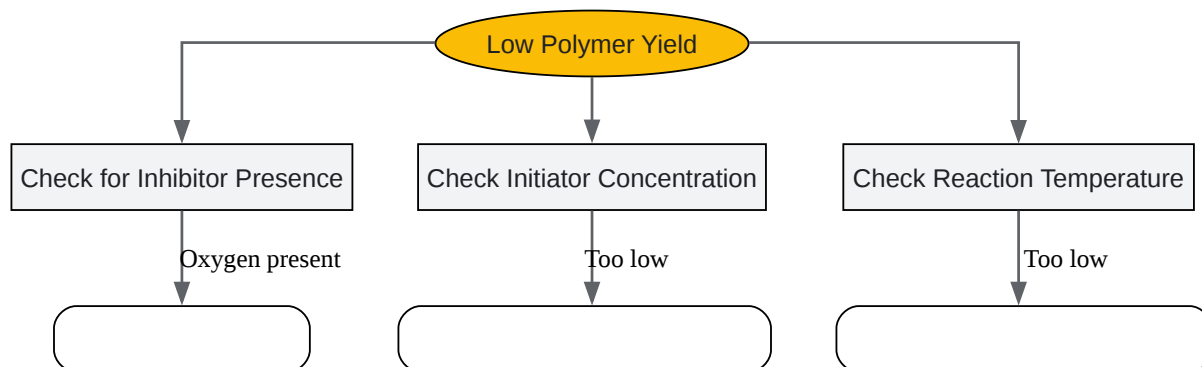 Low Polymer Yield
Check for Inhibitor Presence
Check Initiator Concentration
Check Reaction Temperature
Oxygen present
Too low
Too low